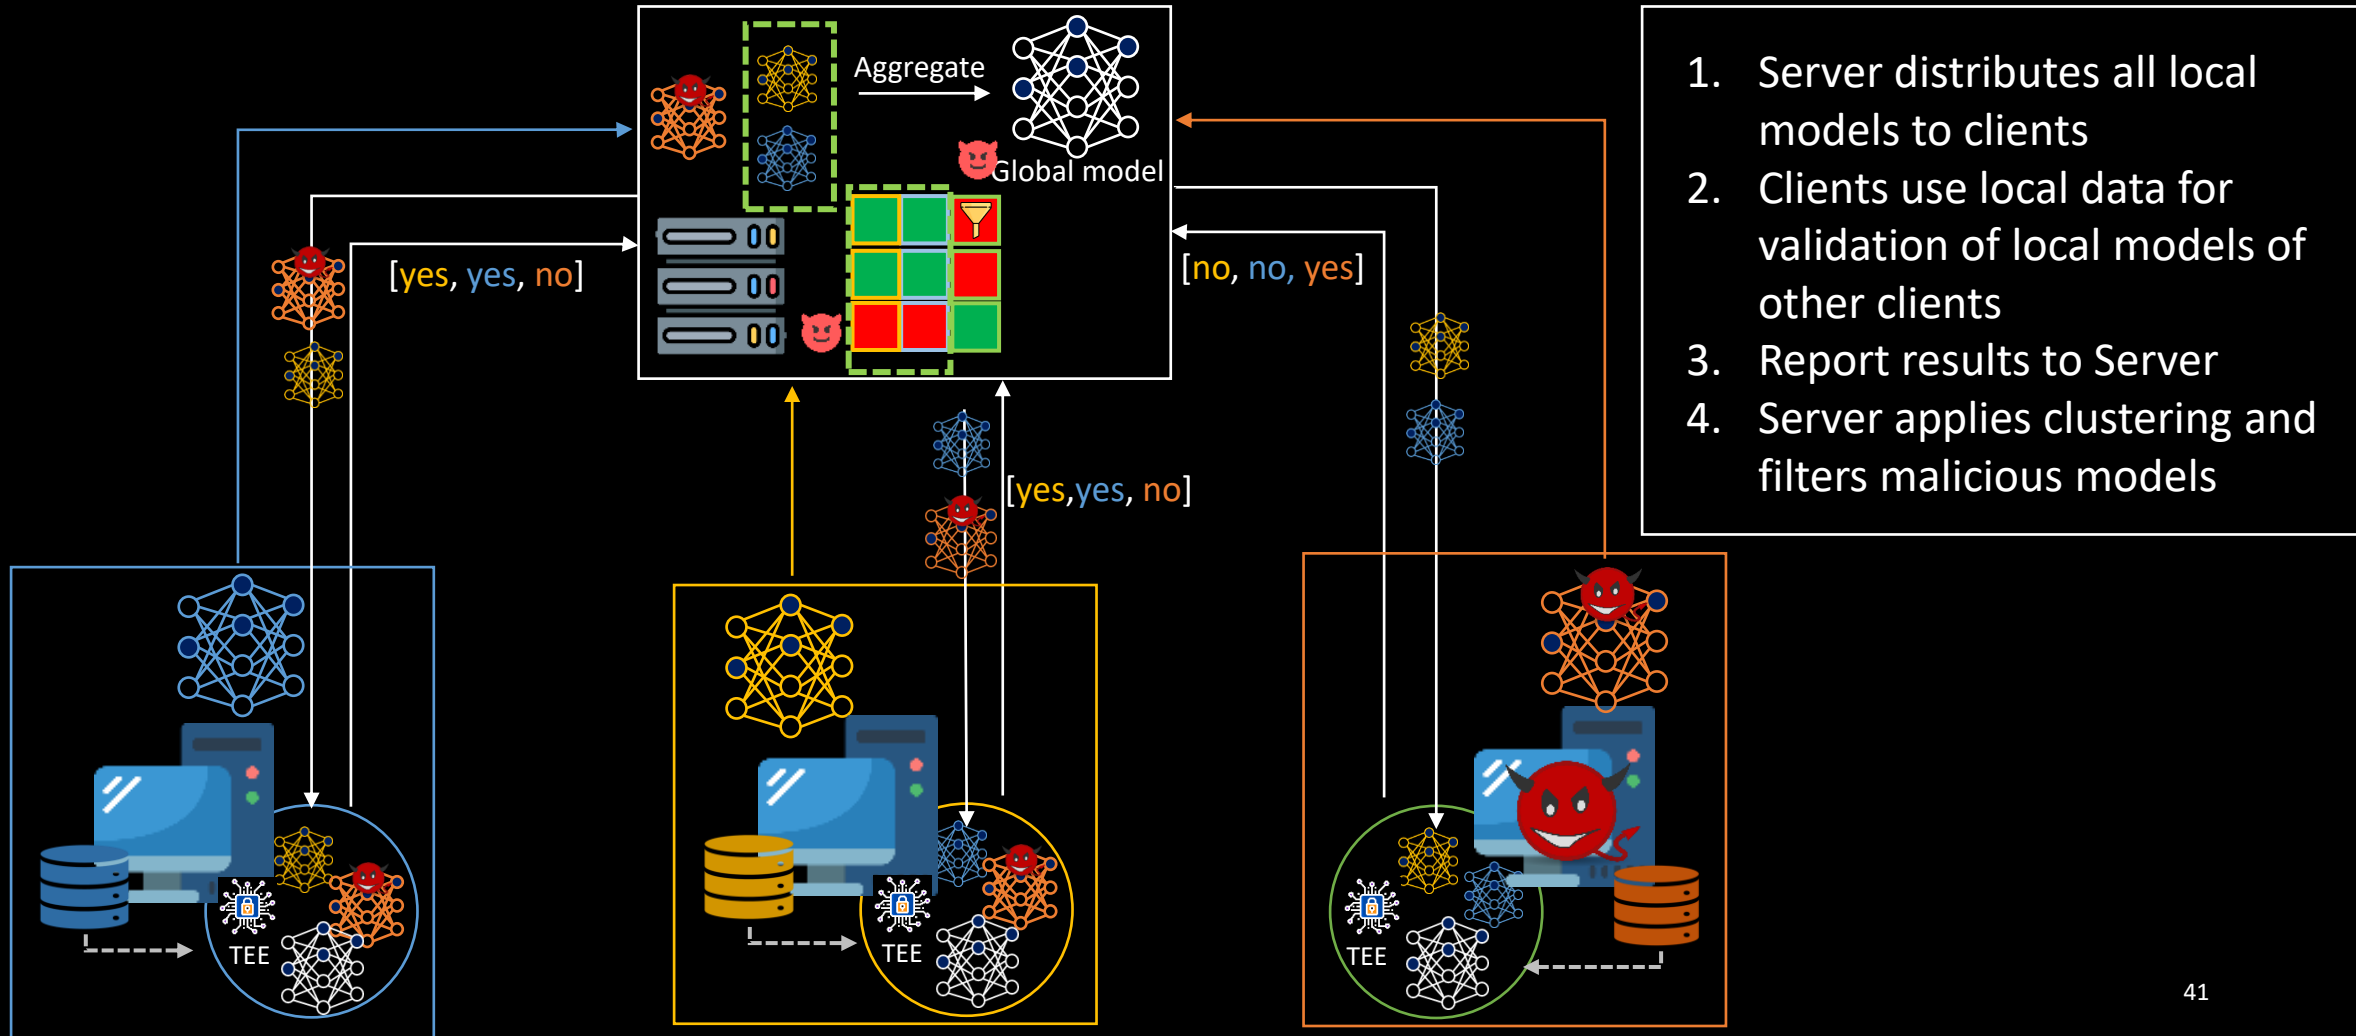 Aggregate
Global model
[yes, yes, no]
[no, no, yes]
[yes,yes, no]
1. Server distributes all local
models to clients
2. Clients use local data for
validation of local models of
other clients
3. Report results to Server
4. Server applies clustering and
filters malicious models
TEE
TEE
TEE
41